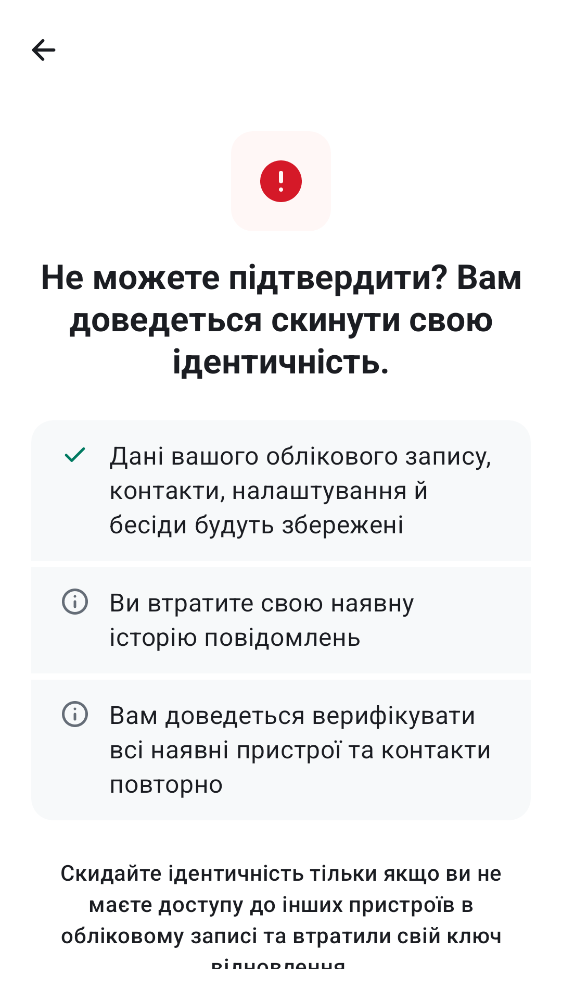 Не можете підтвердити? Вам
доведеться скинути свою
ідентичність.
Дані вашого облікового запису,
контакти, налаштування й
бесіди будуть збережені
Ви втратите свою наявну
історію повідомлень
Вам доведеться верифікувати
всі наявні пристрої та контакти
повторно
Скидайте ідентичність тільки якщо ви не
маєте доступу до інших пристроїв в
обліковому записі та втратили свій ключ
відновлення